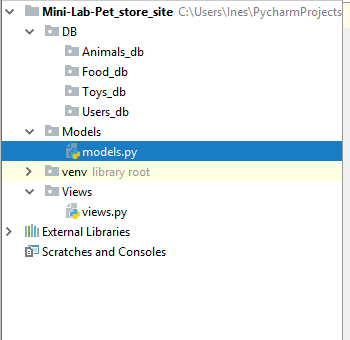 Mini-Lab-Pet_store_site C:\Users\Ines\PycharmProjects
DB
Animals_db
Food_db
Toys_db
Users_db
Models
models.py
venv library root
Views
views.py
External Libraries
Scratches and Consoles